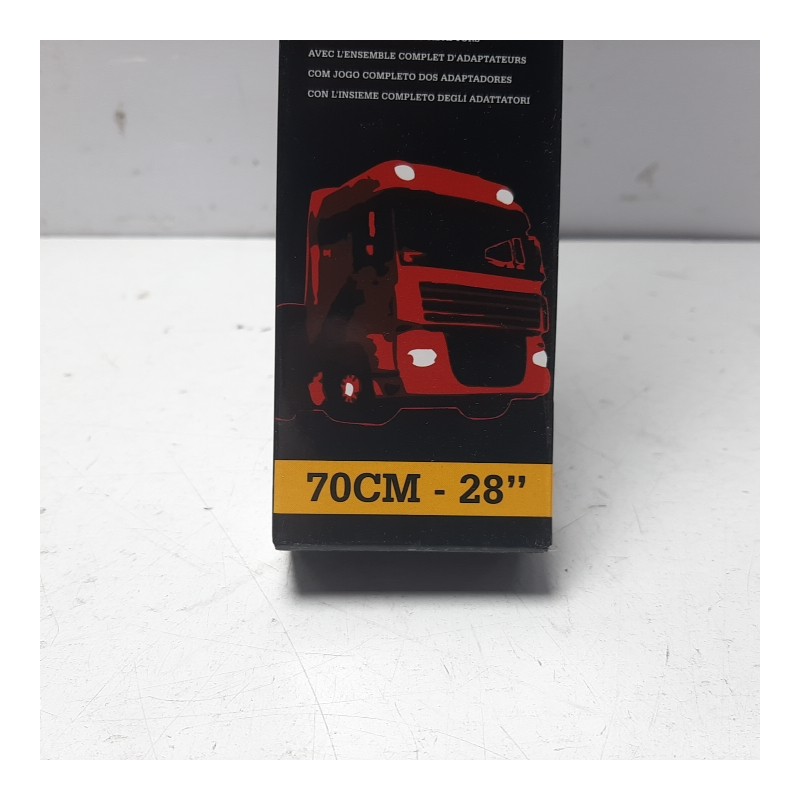 AVEC L'ENSEMBLE COMPLET D'ADAPTATEURS
COM JOGO COMPLETO DOS ADAPTADORES
CON L'INSIEME COMPLETO DEGLI ADATTATORI
70CM - 28”